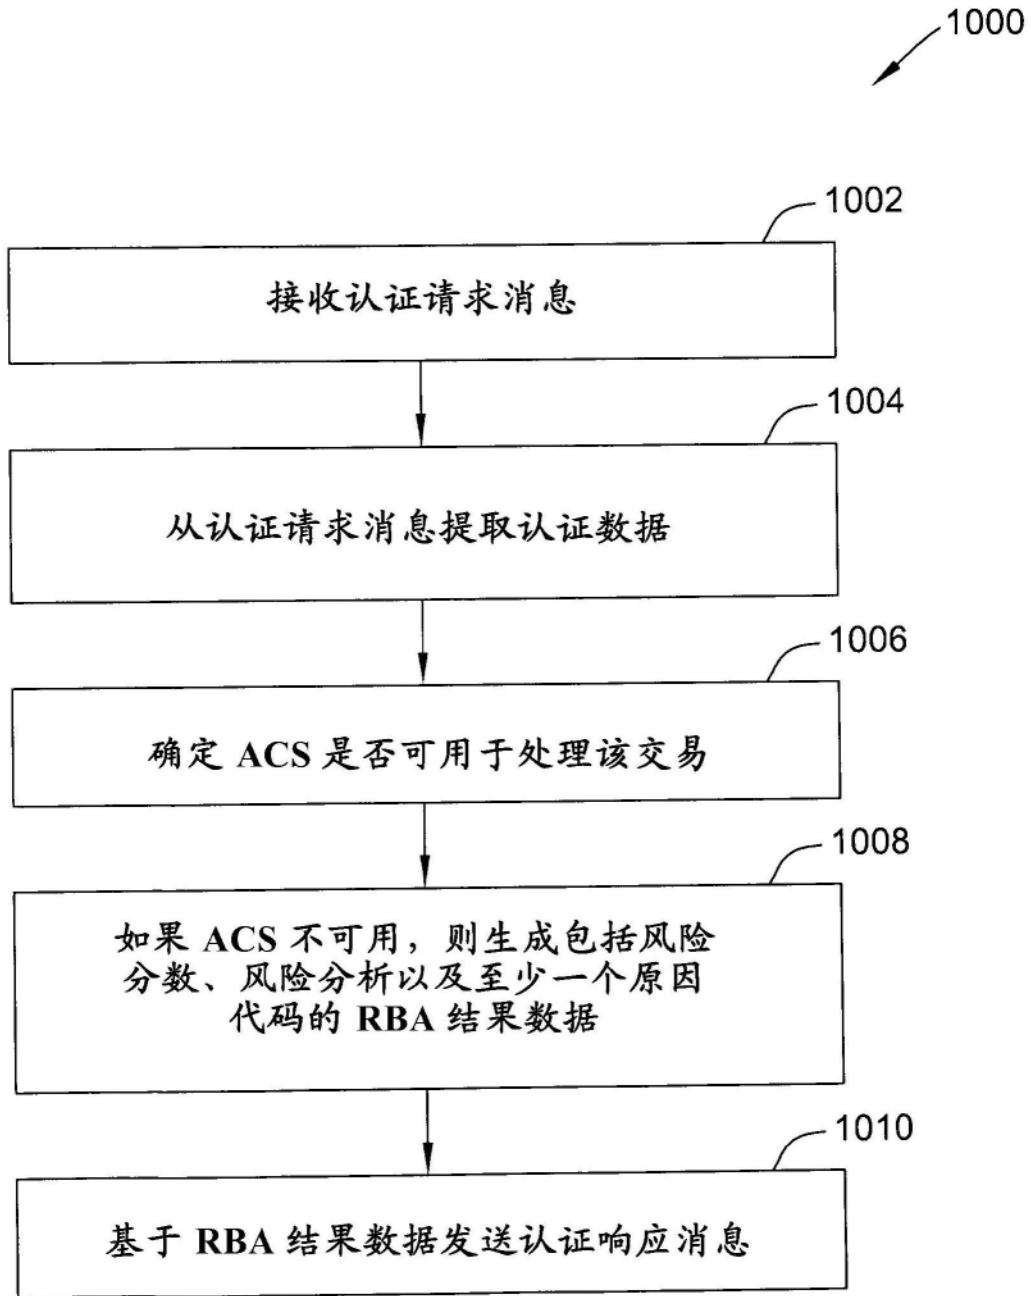 1000
1002
接收认证请求消息
1004
从认证请求消息提取认证数据
1006
确定 ACS 是否可用于处理该交易
1008
如果 ACS 不可用，则生成包括风险
分数、风险分析以及至少一个原因
代码的 RBA 结果数据
1010
基于 RBA 结果数据发送认证响应消息